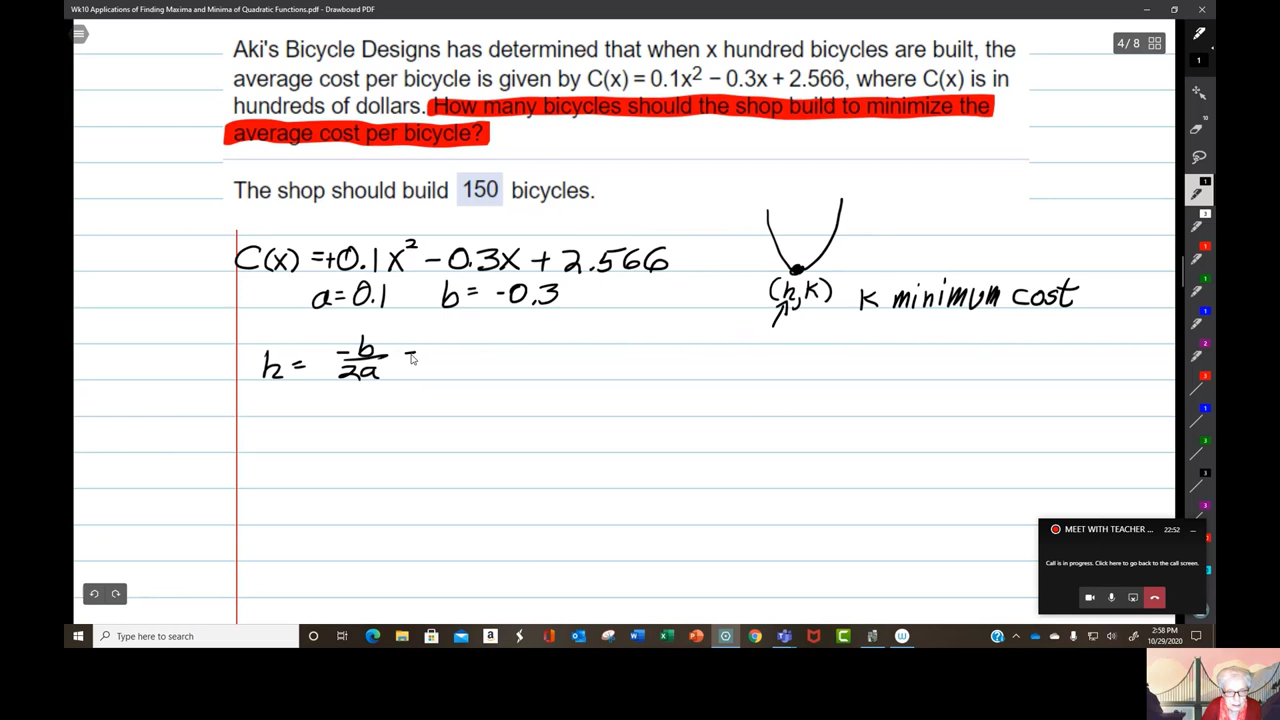 Wk10 Applications of Finding Maxima and Minima of Quadratic Functions.pdf - Drawboard PDF
4/8
Aki's Bicycle Designs has determined that when x hundred bicycles are built, the
average cost per bicycle is given by C(x) = 0.1x² − 0.3x + 2.566, where C(x) is in
hundreds of dollars. How many bicycles should the shop build to minimize the
average cost per bicycle?
The shop should build 150 bicycles.
C(x) =+0.1x² − 0.3x + 2.566
a = 0.1 b = -0.3
(h,k) k minimum cost
h = -b/2a =
MEET WITH TEACHER ... 22:52
Call is in progress. Click here to go back to the call screen.
Type here to search
2:58 PM
10/29/2020